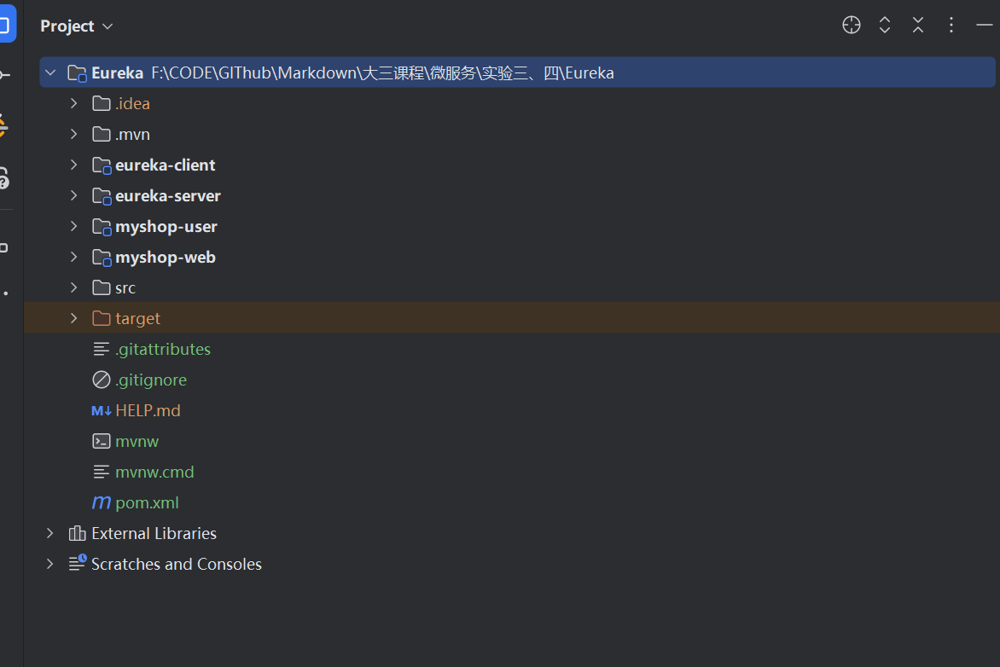 Project
Eureka F:\CODE\GIThub\Markdown\大三课程\微服务\实验三、四\Eureka
.idea
.mvn
eureka-client
eureka-server
myshop-user
myshop-web
src
target
.gitattributes
.gitignore
M↓ HELP.md
mvnw
mvnw.cmd
m pom.xml
External Libraries
Scratches and Consoles